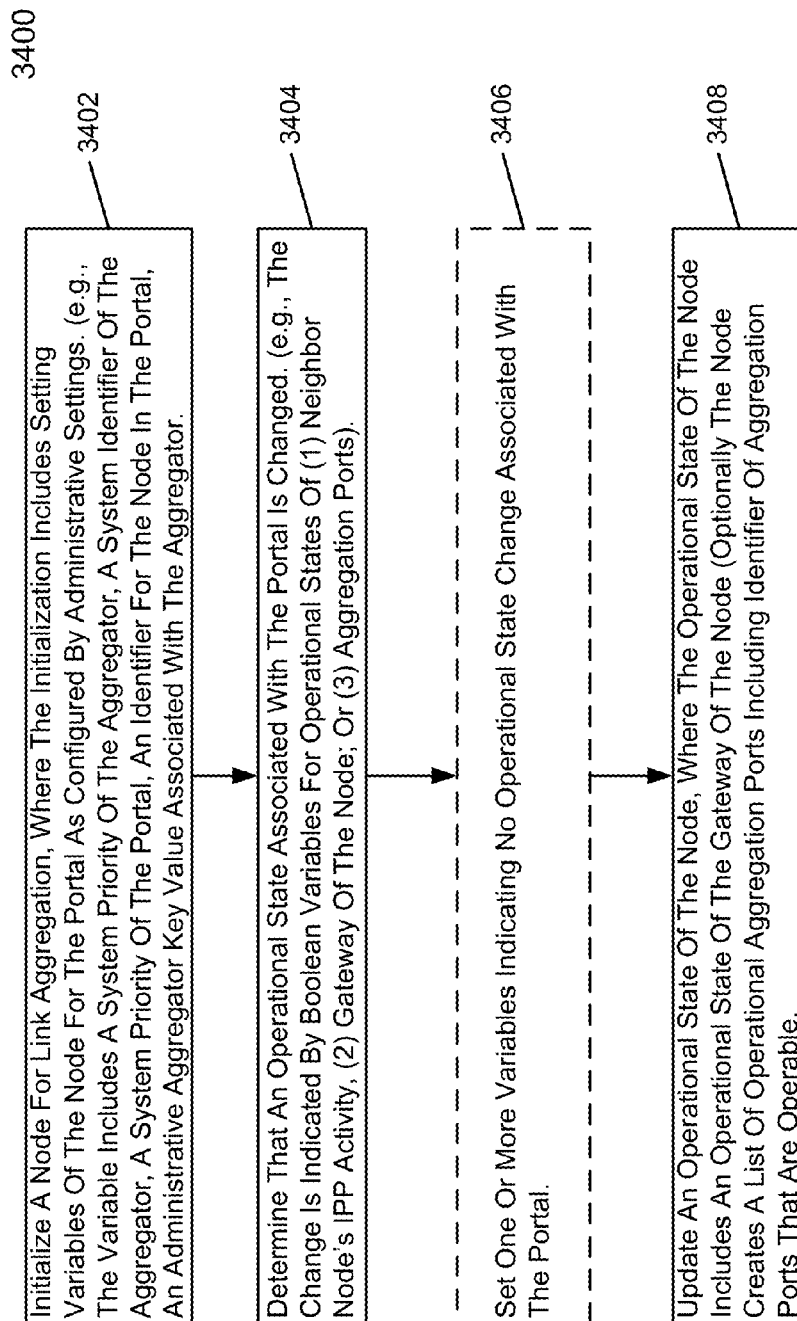 3400
Initialize A Node For Link Aggregation, Where The Initialization Includes Setting
Variables Of The Node For The Portal As Configured By Administrative Settings. (e.g.,
The Variable Includes A System Priority Of The Aggregator, A System Identifier Of The
Aggregator, A System Priority Of The Portal, An Identifier For The Node In The Portal,
An Administrative Aggregator Key Value Associated With The Aggregator.
3402
Determine That An Operational State Associated With The Portal Is Changed. (e.g., The
Change Is Indicated By Boolean Variables For Operational States Of (1) Neighbor
Node's IPP Activity, (2) Gateway Of The Node; Or (3) Aggregation Ports).
3404
Set One Or More Variables Indicating No Operational State Change Associated With
The Portal.
3406
Update An Operational State Of The Node, Where The Operational State Of The Node
Includes An Operational State Of The Gateway Of The Node (Optionally The Node
Creates A List Of Operational Aggregation Ports Including Identifier Of Aggregation
Ports That Are Operable.
3408